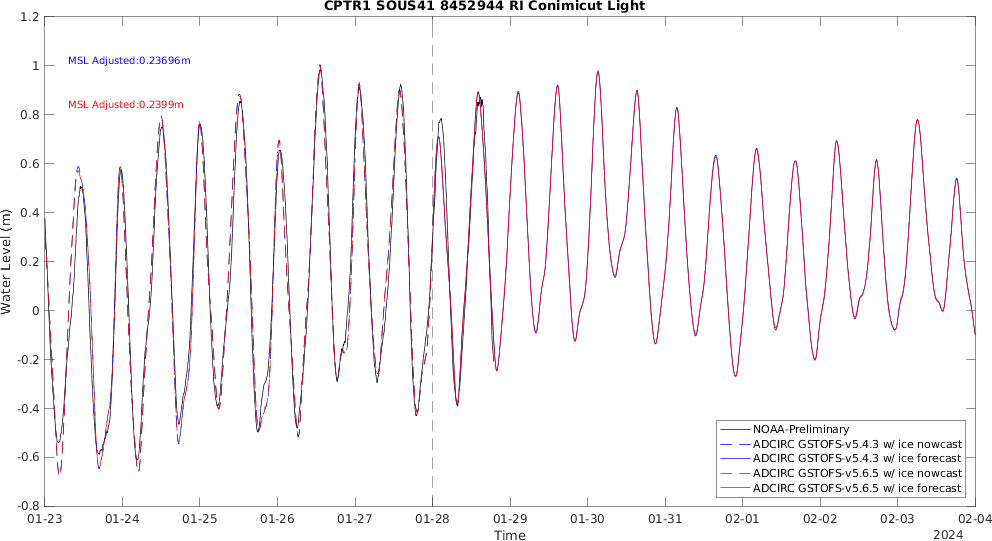 CPTR1 SOUS41 8452944 RI Conimicut Light
MSL Adjusted:0.23696m
MSL Adjusted:0.2399m
Water Level (m)
1.2
1
0.8
0.6
0.4
0.2
0
-0.2
-0.4
-0.6
-0.8
NOAA-Preliminary
ADCIRC GSTOFS-v5.4.3 w/ ice nowcast
ADCIRC GSTOFS-v5.4.3 w/ ice forecast
ADCIRC GSTOFS-v5.6.5 w/ ice nowcast
ADCIRC GSTOFS-v5.6.5 w/ ice forecast
01-23 01-24 01-25 01-26 01-27 01-28 01-29 01-30 01-31 02-01 02-02 02-03 02-04
Time
2024